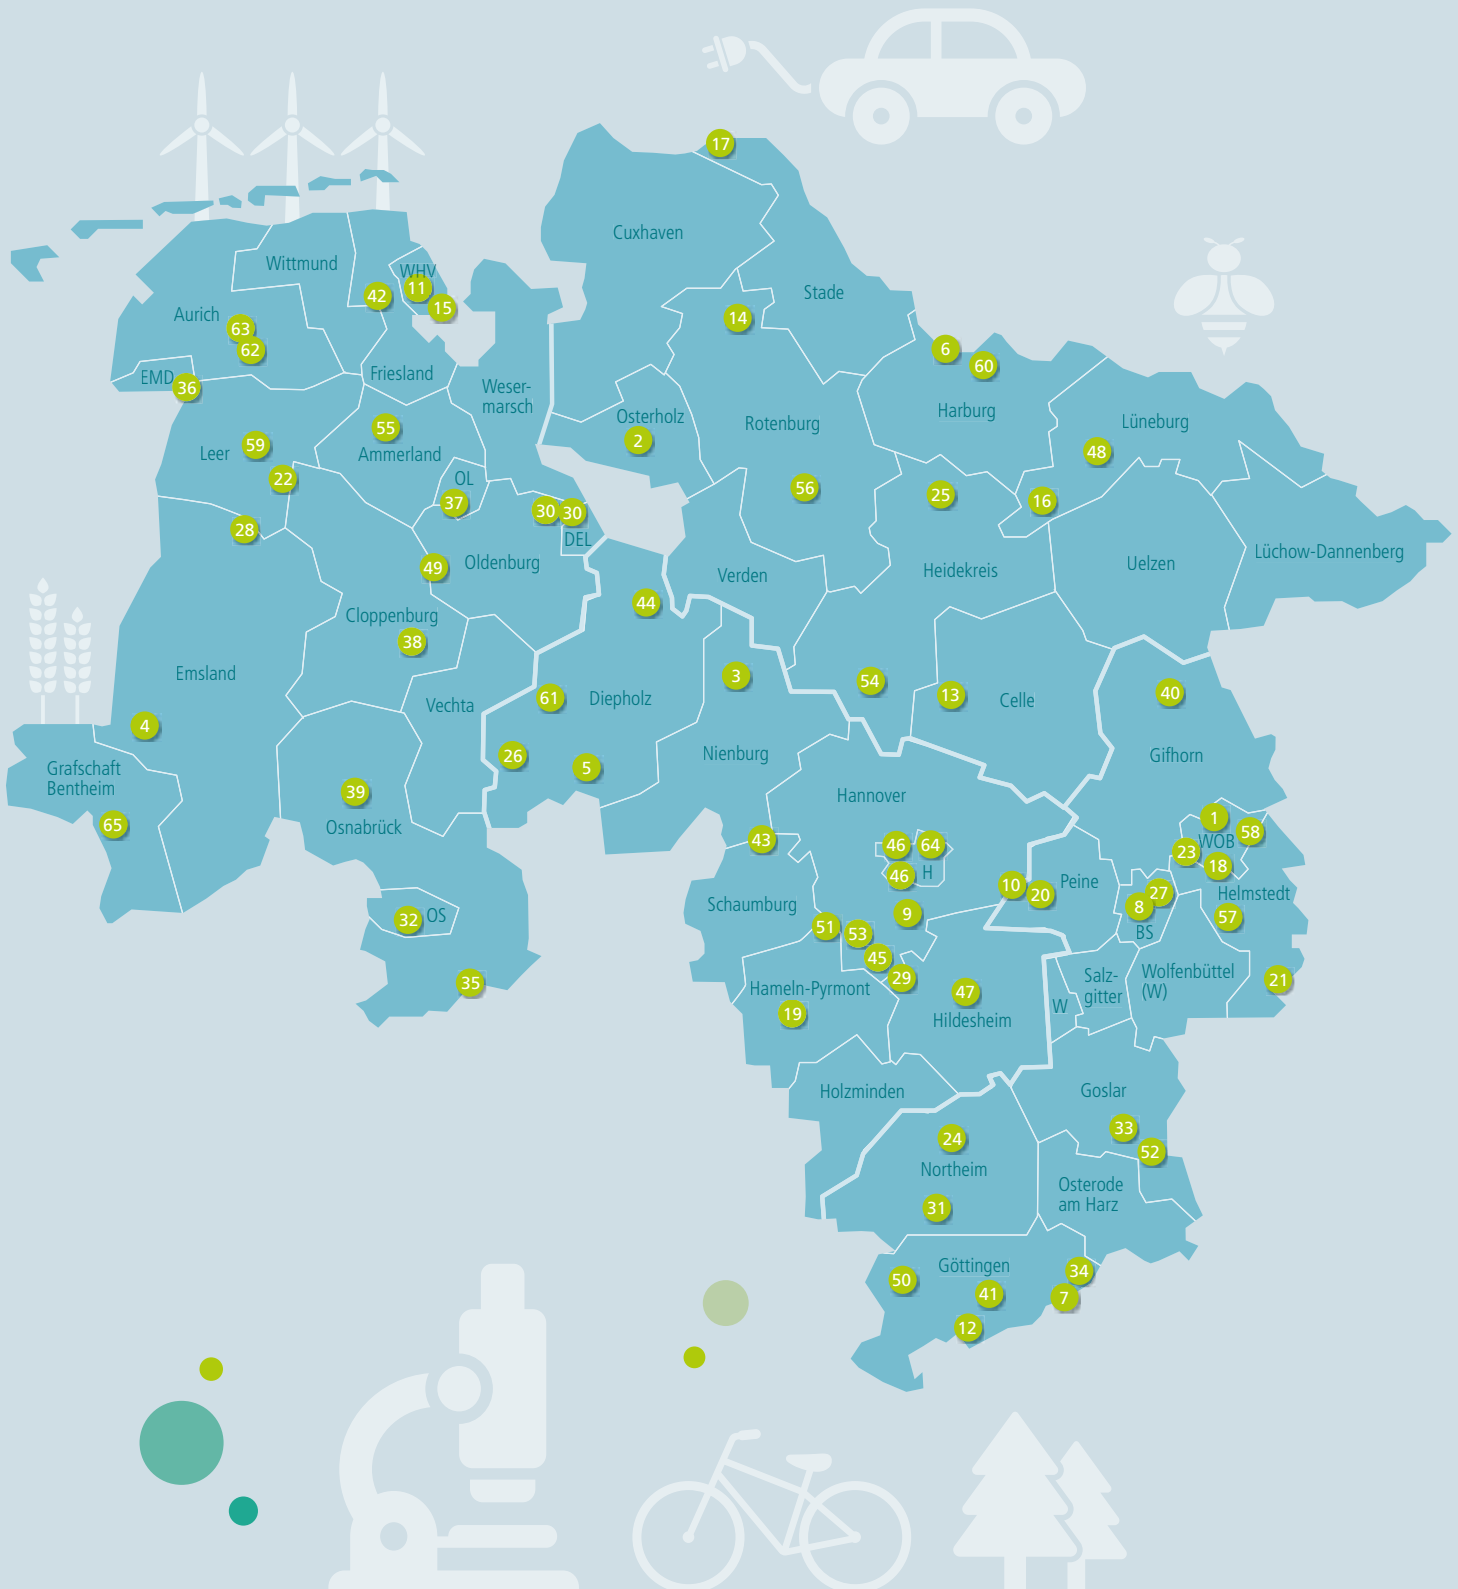 17
Cuxhaven
Wittmund
WHV
11
42
15
Stade
Aurich
63
62
14
6
60
EMD
36
Friesland
Weser-
marsch
Harburg
Osterholz
2
Rotenburg
Lüneburg
55
Ammerland
59
Leer
48
22
OL
37
56
25
16
30
30
DEL
28
49
Oldenburg
Verden
Heidekreis
Uelzen
Lüchow-Dannenberg
44
Cloppenburg
38
Emsland
3
54
13
Celle
40
61
Diepholz
Vechta
4
26
5
Nienburg
Gifhorn
Grafschaft
Bentheim
39
Osnabrück
65
Hannover
43
46
64
46
H
1
58
WOB
23
18
10
20
Peine
27
8
BS
Helmstedt
57
Schaumburg
9
51
53
45
29
32
OS
35
47
Hildesheim
Hameln-Pyrmont
19
Salz-
gitter
W
Wolfenbüttel
(W)
21
Holzminden
Goslar
33
52
24
Northeim
31
Osterode
am Harz
Göttingen
50
41
34
7
12